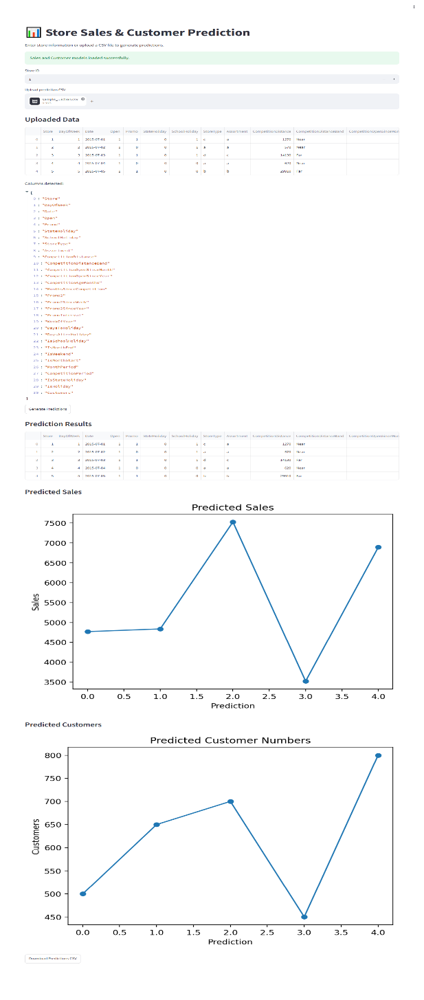 Store Sales & Customer Prediction
Enter store information or upload a CSV file to generate predictions.
Sales and Customer models loaded successfully.
Store ID
1
Upload prediction CSV
Uploaded Data
Store DayOfWeek Date Open Promo StateHoliday SchoolHoliday StoreType Assortment CompetitionDistance CompetitionDistanceBand CompetitionOpenSinceMon
0 1 1 2015-07-01 1 1 0 1 c a 1270 Near
1 2 2 2015-07-02 1 0 0 1 a a 570 Near
2 3 3 2015-07-03 1 1 0 1 d c 14130 Far
3 4 4 2015-07-04 1 0 0 0 a a 620 Near
4 5 5 2015-07-05 1 1 0 0 b b 29910 Far
Columns detected:
[
0 : "Store"
1 : "DayOfWeek"
2 : "Date"
3 : "Open"
4 : "Promo"
5 : "StateHoliday"
6 : "SchoolHoliday"
7 : "StoreType"
8 : "Assortment"
9 : "CompetitionDistance"
10 : "CompetitionDistanceBand"
11 : "CompetitionOpenSinceMonth"
12 : "CompetitionOpenSinceYear"
13 : "CompetitionAgeMonths"
14 : "MonthsSinceCompetition"
15 : "Promo2"
16 : "Promo2SinceWeek"
17 : "Promo2SinceYear"
18 : "PromoInterval"
19 : "WeekOfYear"
20 : "DaysToHoliday"
21 : "DaysAfterHoliday"
22 : "IsSchoolHoliday"
23 : "IsMonthEnd"
24 : "IsWeekend"
25 : "IsMonthStart"
26 : "MonthPeriod"
27 : "CompetitionPeriod"
28 : "IsStateHoliday"
29 : "IsHoliday"
30 : "Customers"
]
Generate Predictions
Prediction Results
Store DayOfWeek Date Open Promo StateHoliday SchoolHoliday StoreType Assortment CompetitionDistance CompetitionDistanceBand CompetitionOpenSinceMon
0 1 1 2015-07-01 1 1 0 1 c a 1270 Near
1 2 2 2015-07-02 1 0 0 1 a a 570 Near
2 3 3 2015-07-03 1 1 0 1 d c 14130 Far
3 4 4 2015-07-04 1 0 0 0 a a 620 Near
4 5 5 2015-07-05 1 1 0 0 b b 29910 Far
Predicted Sales
Predicted Sales
7500
7000
6500
6000
5500
5000
4500
4000
3500
Sales
0.0 0.5 1.0 1.5 2.0 2.5 3.0 3.5 4.0
Prediction
Predicted Customers
Predicted Customer Numbers
800
750
700
650
600
550
500
450
Customers
0.0 0.5 1.0 1.5 2.0 2.5 3.0 3.5 4.0
Prediction
Download Predictions CSV